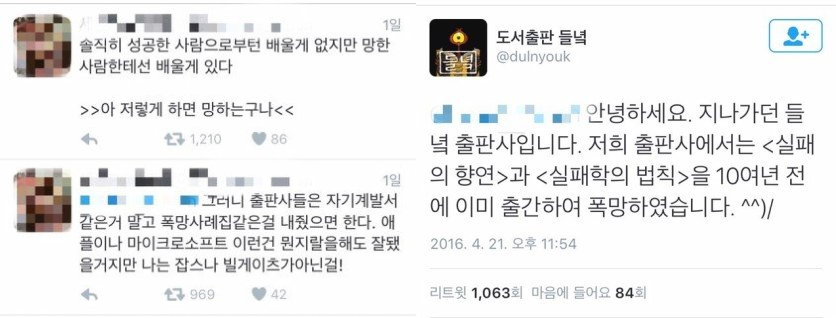 1일
솔직히 성공한 사람으로부턴 배울게 없지만 망한
사람한테선 배울게 있다
>>아 저렇게 하면 망하는구나<<
1,210
86
1일
그러니 출판사들은 자기계발서
같은거 말고 폭망사례집같은걸 내줬으면 한다. 애
플이나 마이크로소프트 이런건 뭔지랄을해도 잘됐
을거지만 나는 잡스나 빌게이츠가아닌걸!
969
42
들녘
도서출판 들녘
@dulnyouk
안녕하세요. 지나가던 들
녘 출판사입니다. 저희 출판사에서는 <실패
의 향연>과 <실패학의 법칙>을 10여년 전
에 이미 출간하여 폭망하였습니다. ^^)/
2016. 4. 21. 오후 11:54
리트윗 1,063회 마음에 들어요 84회